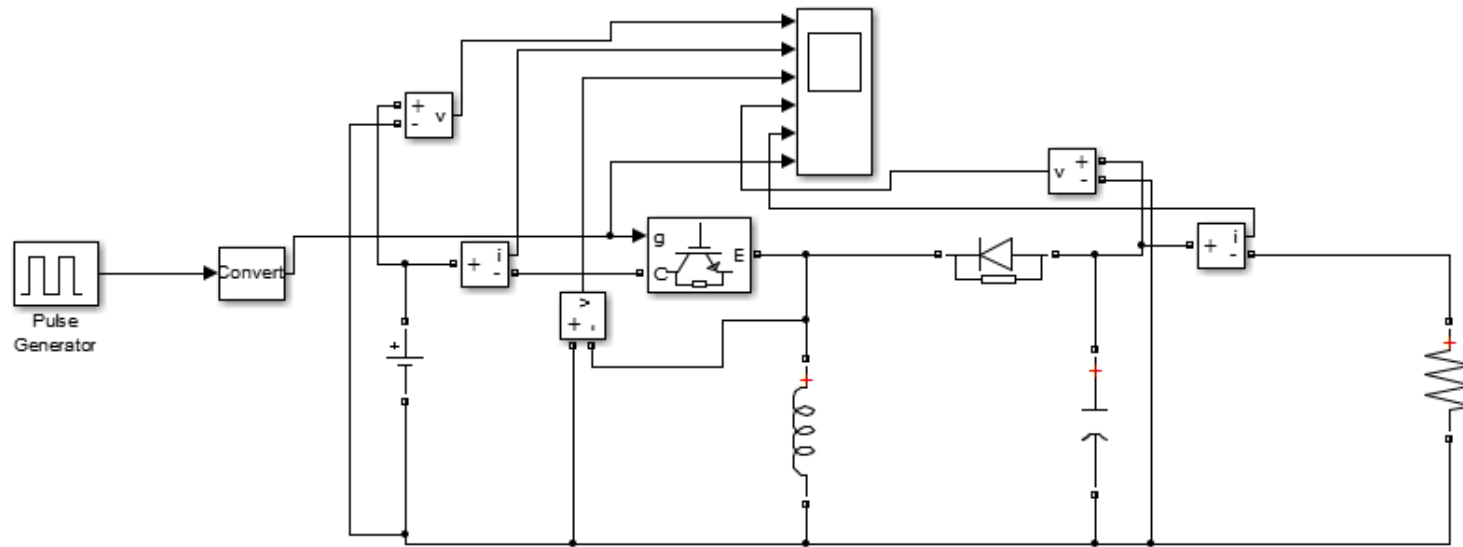 +
-
v
i
+
-
Pulse
Generator
Convert
g
C
E
v
+
-
v
+
-
+
i
-
+
+
+
+